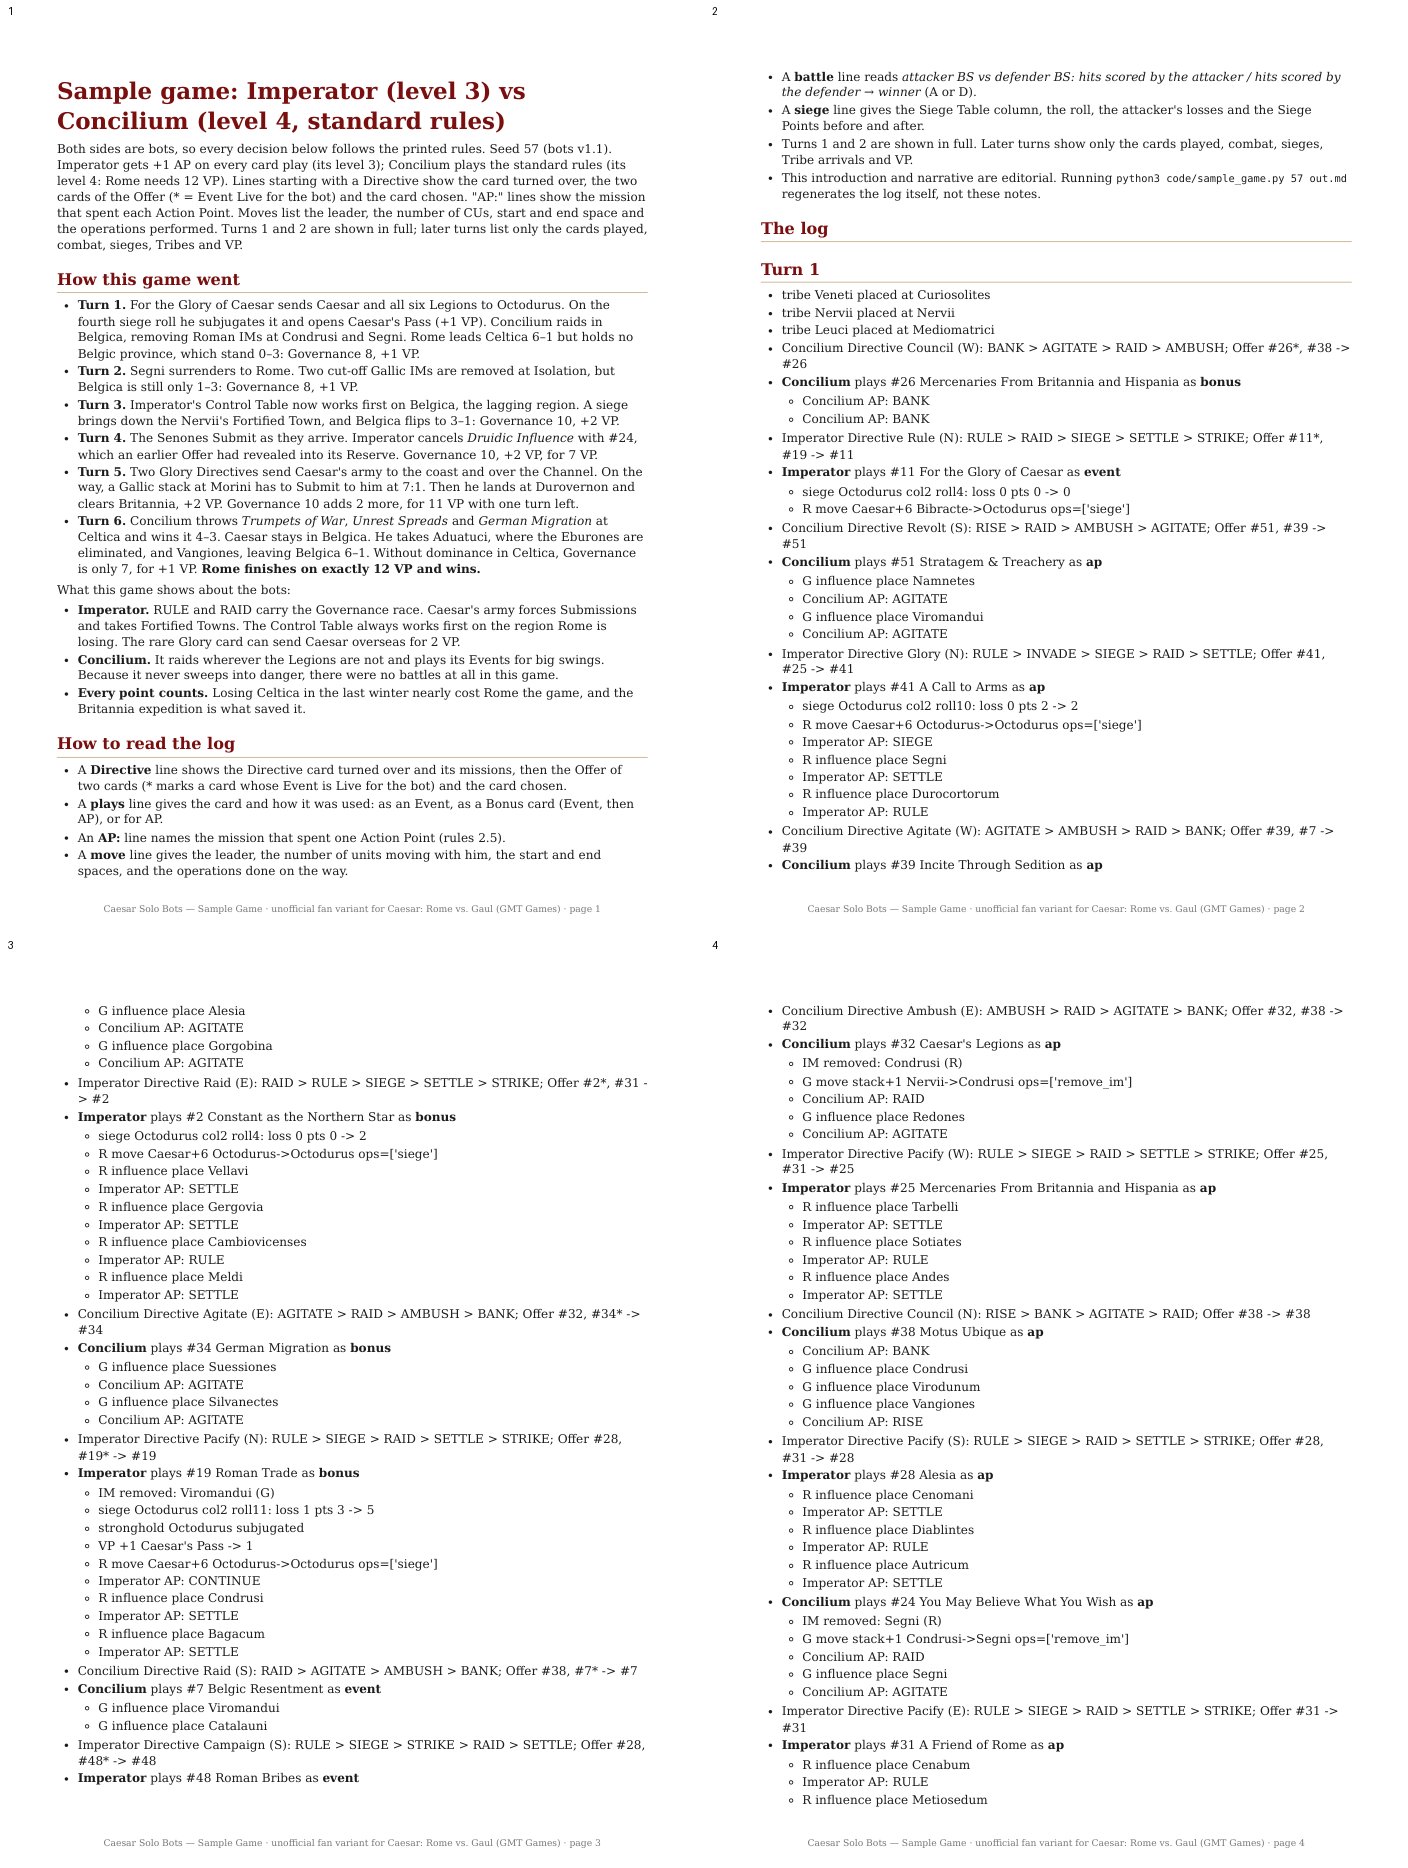 1
Sample game: Imperator (level 3) vs
Concilium (level 4, standard rules)
Both sides are bots, so every decision below follows the printed rules. Seed 57 (bots v1.1).
Imperator gets +1 AP on every card play (its level 3); Concilium plays the standard rules (its
level 4: Rome needs 12 VP). Lines starting with a Directive show the card turned over, the two
cards of the Offer (* = Event Live for the bot) and the card chosen. "AP:" lines show the mission
that spent each Action Point. Moves list the leader, the number of CUs, start and end space and
the operations performed. Turns 1 and 2 are shown in full; later turns list only the cards played,
combat, sieges, Tribes and VP.
How this game went
• Turn 1. For the Glory of Caesar sends Caesar and all six Legions to Octodurus. On the
fourth siege roll he subjugates it and opens Caesar's Pass (+1 VP). Concilium raids in
Belgica, removing Roman IMs at Condrusi and Segni. Rome leads Celtica 6–1 but holds no
Belgic province, which stand 0–3: Governance 8, +1 VP.
• Turn 2. Segni surrenders to Rome. Two cut-off Gallic IMs are removed at Isolation, but
Belgica is still only 1–3: Governance 8, +1 VP.
• Turn 3. Imperator's Control Table now works first on Belgica, the lagging region. A siege
brings down the Nervii's Fortified Town, and Belgica flips to 3–1: Governance 10, +2 VP.
• Turn 4. The Senones Submit as they arrive. Imperator cancels Druidic Influence with #24,
which an earlier Offer had revealed into its Reserve. Governance 10, +2 VP, for 7 VP.
• Turn 5. Two Glory Directives send Caesar's army to the coast and over the Channel. On the
way, a Gallic stack at Morini has to Submit to him at 7:1. Then he lands at Durovernon and
clears Britannia, +2 VP. Governance 10 adds 2 more, for 11 VP with one turn left.
• Turn 6. Concilium throws Trumpets of War, Unrest Spreads and German Migration at
Celtica and wins it 4–3. Caesar stays in Belgica. He takes Aduatuci, where the Eburones are
eliminated, and Vangiones, leaving Belgica 6–1. Without dominance in Celtica, Governance
is only 7, for +1 VP. Rome finishes on exactly 12 VP and wins.
What this game shows about the bots:
• Imperator. RULE and RAID carry the Governance race. Caesar's army forces Submissions
and takes Fortified Towns. The Control Table always works first on the region Rome is
losing. The rare Glory card can send Caesar overseas for 2 VP.
• Concilium. It raids wherever the Legions are not and plays its Events for big swings.
Because it never sweeps into danger, there were no battles at all in this game.
• Every point counts. Losing Celtica in the last winter nearly cost Rome the game, and the
Britannia expedition is what saved it.
How to read the log
• A Directive line shows the Directive card turned over and its missions, then the Offer of
two cards (* marks a card whose Event is Live for the bot) and the card chosen.
• A plays line gives the card and how it was used: as an Event, as a Bonus card (Event, then
AP), or for AP.
• An AP: line names the mission that spent one Action Point (rules 2.5).
• A move line gives the leader, the number of units moving with him, the start and end
spaces, and the operations done on the way.
Caesar Solo Bots — Sample Game · unofficial fan variant for Caesar: Rome vs. Gaul (GMT Games) · page 1
2
• A battle line reads attacker BS vs defender BS: hits scored by the attacker / hits scored by
the defender → winner (A or D).
• A siege line gives the Siege Table column, the roll, the attacker's losses and the Siege
Points before and after.
• Turns 1 and 2 are shown in full. Later turns show only the cards played, combat, sieges,
Tribe arrivals and VP.
• This introduction and narrative are editorial. Running python3 code/sample_game.py 57 out.md
regenerates the log itself, not these notes.
The log
Turn 1
• tribe Veneti placed at Curiosolites
• tribe Nervii placed at Nervii
• tribe Leuci placed at Mediomatrici
• Concilium Directive Council (W): BANK > AGITATE > RAID > AMBUSH; Offer #26*, #38 ->
#26
• Concilium plays #26 Mercenaries From Britannia and Hispania as bonus
◦ Concilium AP: BANK
◦ Concilium AP: BANK
• Imperator Directive Rule (N): RULE > RAID > SIEGE > SETTLE > STRIKE; Offer #11*,
#19 -> #11
• Imperator plays #11 For the Glory of Caesar as event
◦ siege Octodurus col2 roll4: loss 0 pts 0 -> 0
◦ R move Caesar+6 Bibracte->Octodurus ops=['siege']
• Concilium Directive Revolt (S): RISE > RAID > AMBUSH > AGITATE; Offer #51, #39 ->
#51
• Concilium plays #51 Stratagem & Treachery as ap
◦ G influence place Namnetes
◦ Concilium AP: AGITATE
◦ G influence place Viromandui
◦ Concilium AP: AGITATE
• Imperator Directive Glory (N): RULE > INVADE > SIEGE > RAID > SETTLE; Offer #41,
#25 -> #41
• Imperator plays #41 A Call to Arms as ap
◦ siege Octodurus col2 roll10: loss 0 pts 2 -> 2
◦ R move Caesar+6 Octodurus->Octodurus ops=['siege']
◦ Imperator AP: SIEGE
◦ R influence place Segni
◦ Imperator AP: SETTLE
◦ R influence place Durocortorum
◦ Imperator AP: RULE
• Concilium Directive Agitate (W): AGITATE > AMBUSH > RAID > BANK; Offer #39, #7 ->
#39
• Concilium plays #39 Incite Through Sedition as ap
Caesar Solo Bots — Sample Game · unofficial fan variant for Caesar: Rome vs. Gaul (GMT Games) · page 2
3
◦ G influence place Alesia
◦ Concilium AP: AGITATE
◦ G influence place Gorgobina
◦ Concilium AP: AGITATE
• Imperator Directive Raid (E): RAID > RULE > SIEGE > SETTLE > STRIKE; Offer #2*, #31 -
> #2
• Imperator plays #2 Constant as the Northern Star as bonus
◦ siege Octodurus col2 roll4: loss 0 pts 0 -> 2
◦ R move Caesar+6 Octodurus->Octodurus ops=['siege']
◦ R influence place Vellavi
◦ Imperator AP: SETTLE
◦ R influence place Gergovia
◦ Imperator AP: SETTLE
◦ R influence place Cambiovicenses
◦ Imperator AP: RULE
◦ R influence place Meldi
◦ Imperator AP: SETTLE
• Concilium Directive Agitate (E): AGITATE > RAID > AMBUSH > BANK; Offer #32, #34* ->
#34
• Concilium plays #34 German Migration as bonus
◦ G influence place Suessiones
◦ Concilium AP: AGITATE
◦ G influence place Silvanectes
◦ Concilium AP: AGITATE
• Imperator Directive Pacify (N): RULE > SIEGE > RAID > SETTLE > STRIKE; Offer #28,
#19* -> #19
• Imperator plays #19 Roman Trade as bonus
◦ IM removed: Viromandui (G)
◦ siege Octodurus col2 roll11: loss 1 pts 3 -> 5
◦ stronghold Octodurus subjugated
◦ VP +1 Caesar's Pass -> 1
◦ R move Caesar+6 Octodurus->Octodurus ops=['siege']
◦ Imperator AP: CONTINUE
◦ R influence place Condrusi
◦ Imperator AP: SETTLE
◦ R influence place Bagacum
◦ Imperator AP: SETTLE
• Concilium Directive Raid (S): RAID > AGITATE > AMBUSH > BANK; Offer #38, #7* -> #7
• Concilium plays #7 Belgic Resentment as event
◦ G influence place Viromandui
◦ G influence place Catalauni
• Imperator Directive Campaign (S): RULE > SIEGE > STRIKE > RAID > SETTLE; Offer #28,
#48* -> #48
• Imperator plays #48 Roman Bribes as event
Caesar Solo Bots — Sample Game · unofficial fan variant for Caesar: Rome vs. Gaul (GMT Games) · page 3
4
• Concilium Directive Ambush (E): AMBUSH > RAID > AGITATE > BANK; Offer #32, #38 ->
#32
• Concilium plays #32 Caesar's Legions as ap
◦ IM removed: Condrusi (R)
◦ G move stack+1 Nervii->Condrusi ops=['remove_im']
◦ Concilium AP: RAID
◦ G influence place Redones
◦ Concilium AP: AGITATE
• Imperator Directive Pacify (W): RULE > SIEGE > RAID > SETTLE > STRIKE; Offer #25,
#31 -> #25
• Imperator plays #25 Mercenaries From Britannia and Hispania as ap
◦ R influence place Tarbelli
◦ Imperator AP: SETTLE
◦ R influence place Sotiates
◦ Imperator AP: RULE
◦ R influence place Andes
◦ Imperator AP: SETTLE
• Concilium Directive Council (N): RISE > BANK > AGITATE > RAID; Offer #38 -> #38
• Concilium plays #38 Motus Ubique as ap
◦ Concilium AP: BANK
◦ G influence place Condrusi
◦ G influence place Virodunum
◦ G influence place Vangiones
◦ Concilium AP: RISE
• Imperator Directive Pacify (S): RULE > SIEGE > RAID > SETTLE > STRIKE; Offer #28,
#31 -> #28
• Imperator plays #28 Alesia as ap
◦ R influence place Cenomani
◦ Imperator AP: SETTLE
◦ R influence place Diablintes
◦ Imperator AP: RULE
◦ R influence place Autricum
◦ Imperator AP: SETTLE
• Concilium plays #24 You May Believe What You Wish as ap
◦ IM removed: Segni (R)
◦ G move stack+1 Condrusi->Segni ops=['remove_im']
◦ Concilium AP: RAID
◦ G influence place Segni
◦ Concilium AP: AGITATE
• Imperator Directive Pacify (E): RULE > SIEGE > RAID > SETTLE > STRIKE; Offer #31 ->
#31
• Imperator plays #31 A Friend of Rome as ap
◦ R influence place Cenabum
◦ Imperator AP: RULE
◦ R influence place Metiosedum
Caesar Solo Bots — Sample Game · unofficial fan variant for Caesar: Rome vs. Gaul (GMT Games) · page 4